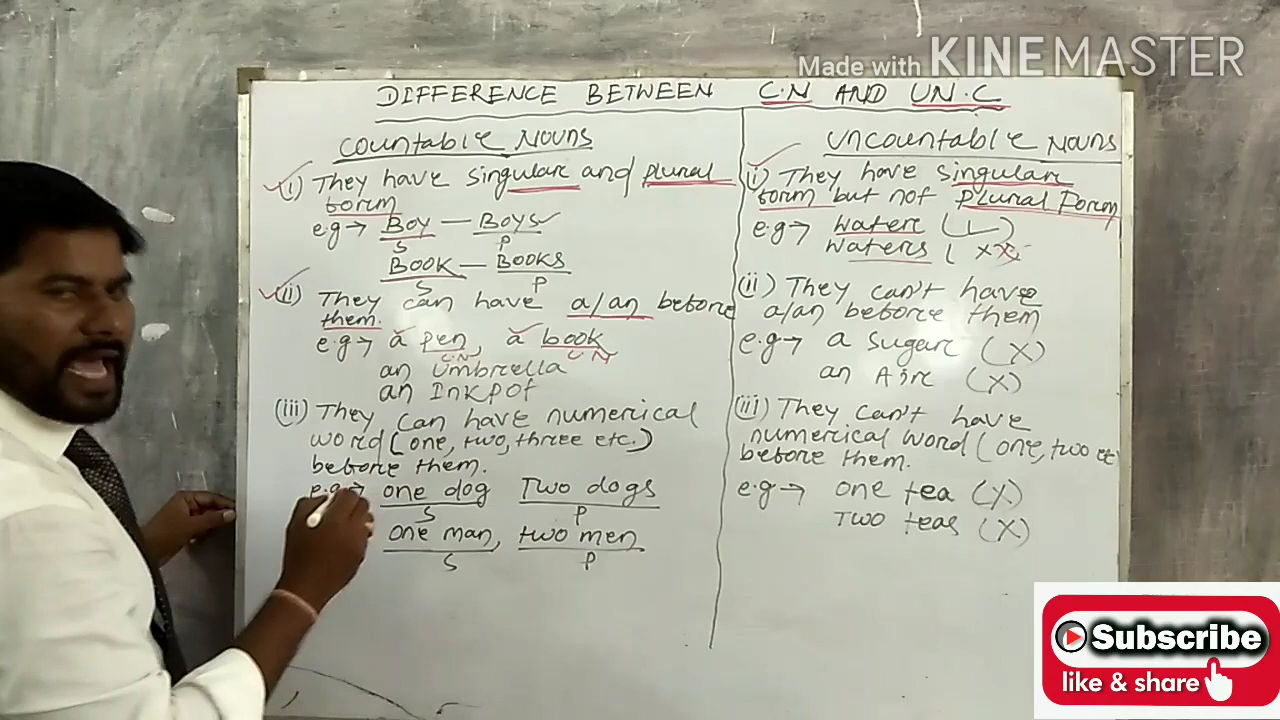 Made with KINEMASTER
DIFFERENCE BETWEEN C.N AND UN.C
COUNTABLE NOUNS
(i) They have singular and plural
form
e.g → BOY — BOYS
S P
BOOK — BOOKS
S P
(ii) They can have a/an before
them.
e.g → a pen, a book
C.N C.N
an Umbrella
an Inkpot
(iii) They can have numerical
word (one, two, three etc.)
before them.
e.g → one dog Two dogs
S P
one man, two men
S P
UNCOUNTABLE NOUNS
(i) They have singular
form but not plural Form
e.g → water (✓)
waters (XX)
(ii) They can't have
a/an before them
e.g → a sugar (X)
an Air (X)
(iii) They can't have
numerical word (one, two etc
before them.
e.g → one tea (X)
Two teas (X)
Subscribe
like & share